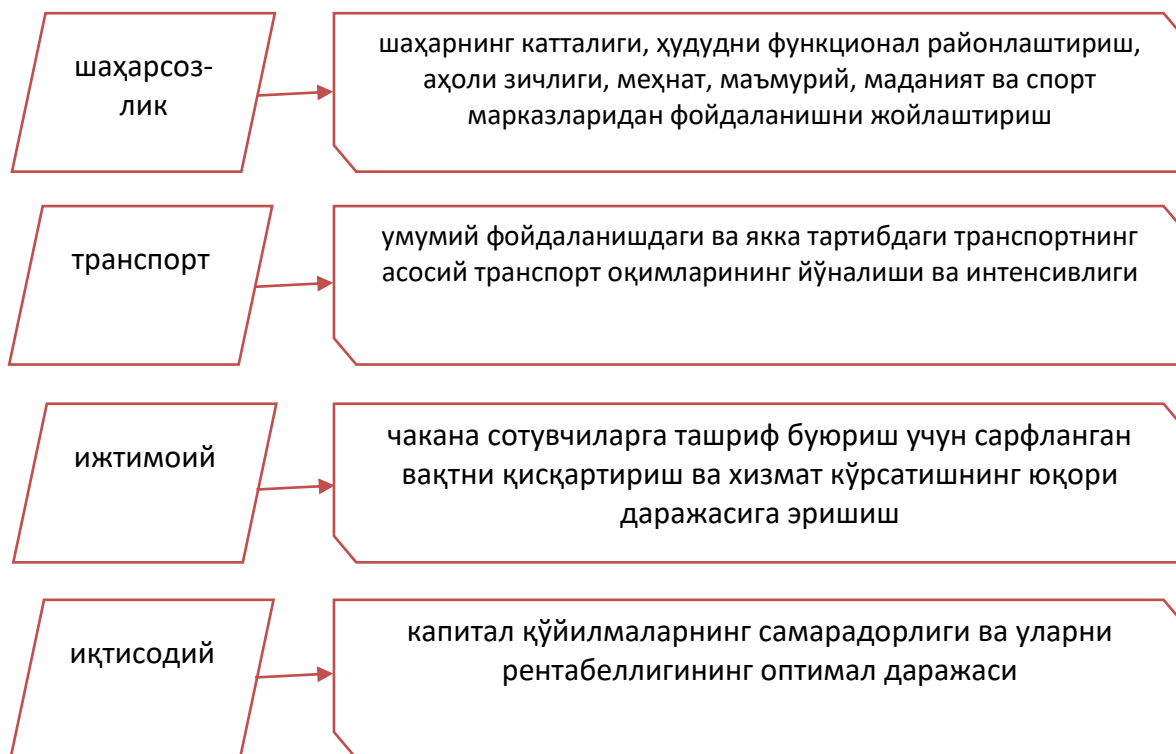 шаҳарсоз-
лик
шаҳарнинг катталиги, ҳудудни функционал районлаштириш,
аҳоли зичлиги, меҳнат, маъмурий, маданият ва спорт
марказларидан фойдаланишни жойлаштириш
транспорт
умумий фойдаланишдаги ва якка тартибдаги транспортнинг
асосий транспорт оқимларининг йўналиши ва интенсивлиги
ижтимоий
чакана сотувчиларга ташриф буюриш учун сарфланган
вақтни қисқартириш ва хизмат кўрсатишнинг юқори
даражасига эришиш
иқтисодий
капитал қўйилмаларнинг самарадорлиги ва уларни
рентабеллигининг оптимал даражаси